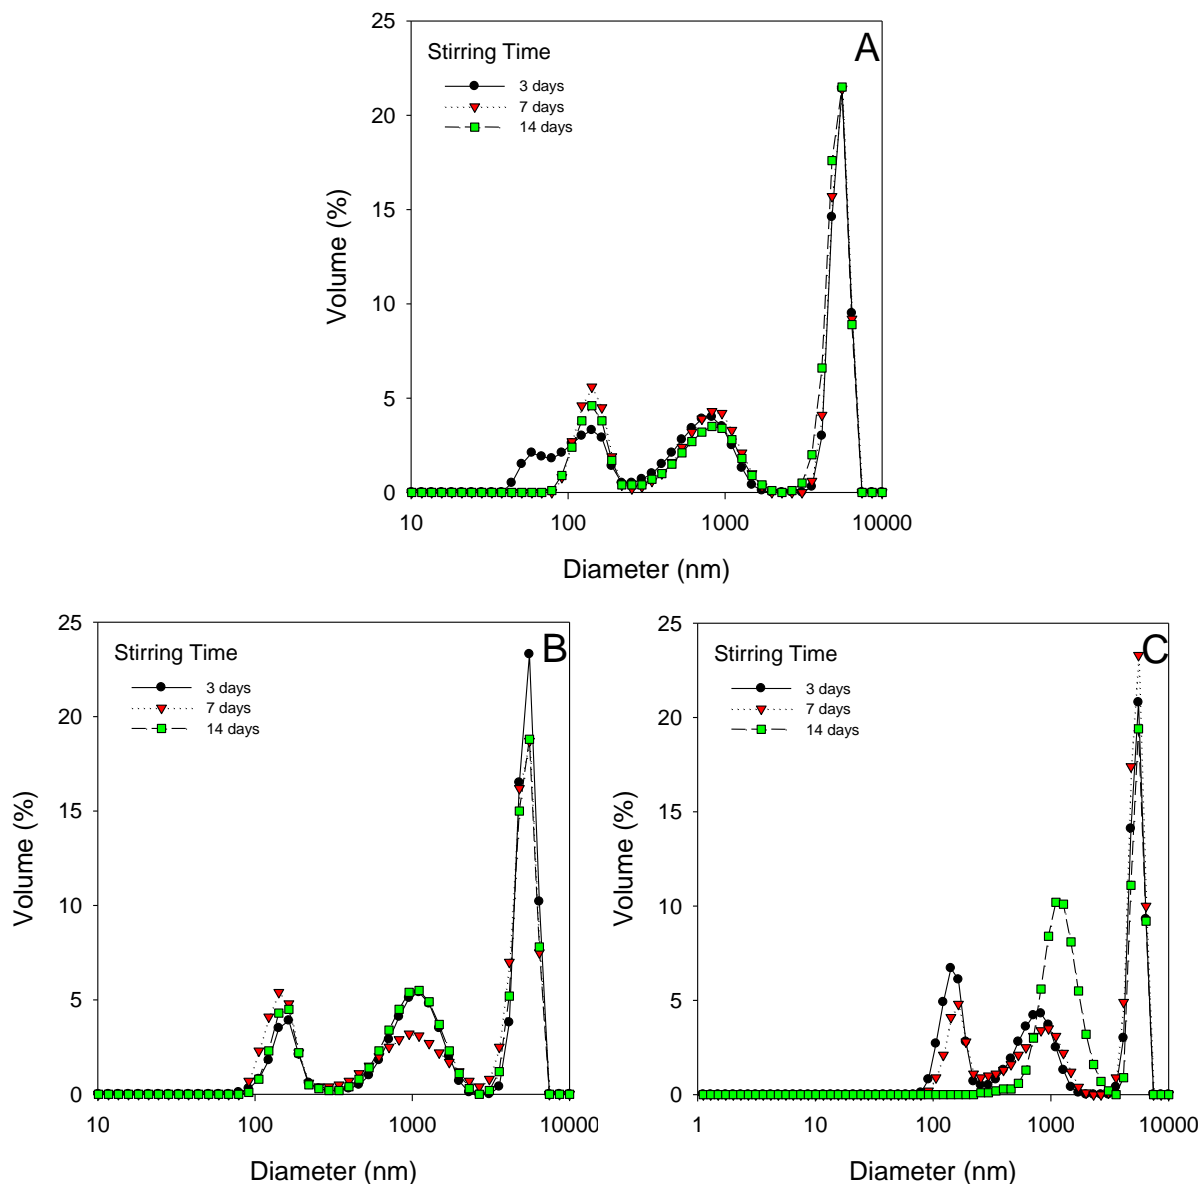 A
Stirring Time
3 days
7 days
14 days
25
20
15
10
5
0
Volume (%)
10 100 1000 10000
Diameter (nm)
B
Stirring Time
3 days
7 days
14 days
25
20
15
10
5
0
Volume (%)
10 100 1000 10000
Diameter (nm)
C
Stirring Time
3 days
7 days
14 days
25
20
15
10
5
0
Volume (%)
1 10 100 1000 10000
Diameter (nm)